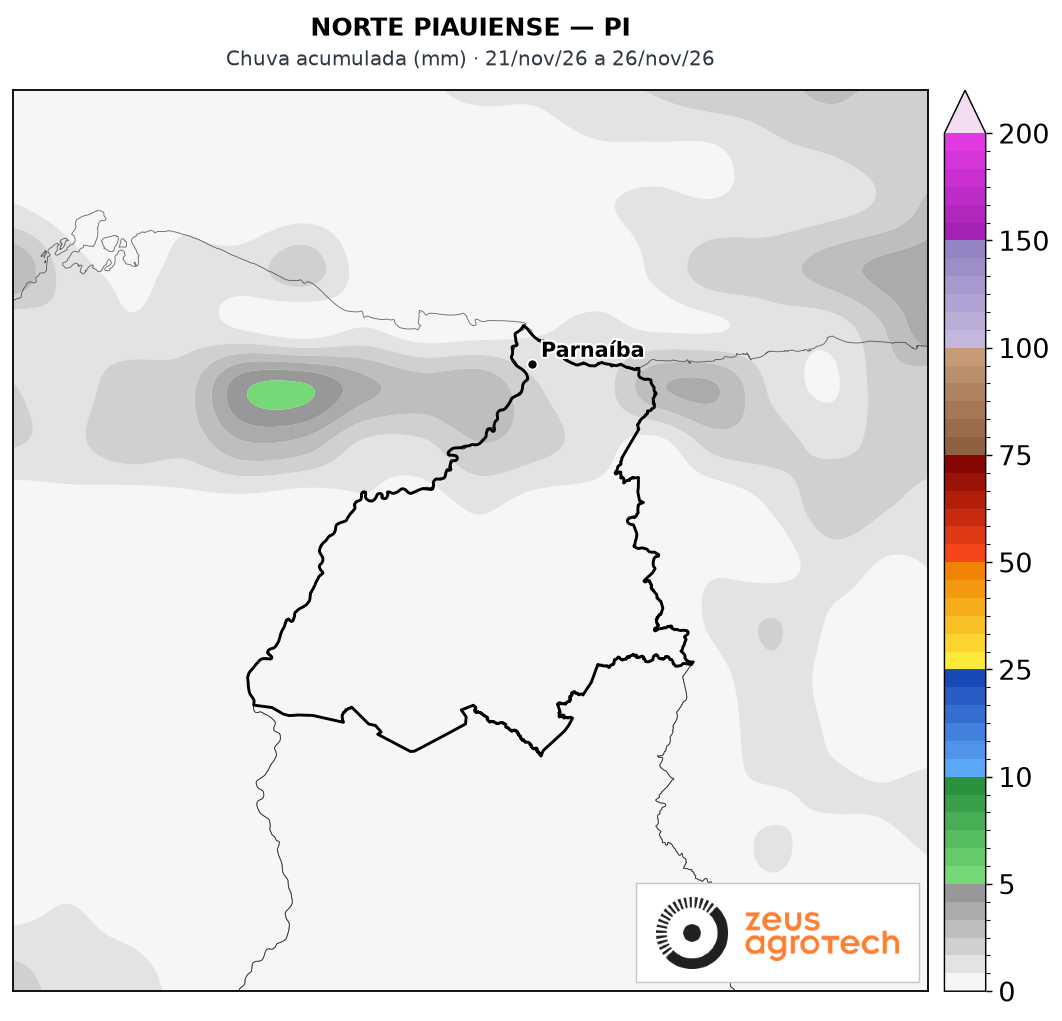 NORTE PIAUIENSE — PI
Chuva acumulada (mm) · 21/nov/26 a 26/nov/26
Parnaíba
200
150
100
75
50
25
10
5
0
zeus
agrotech